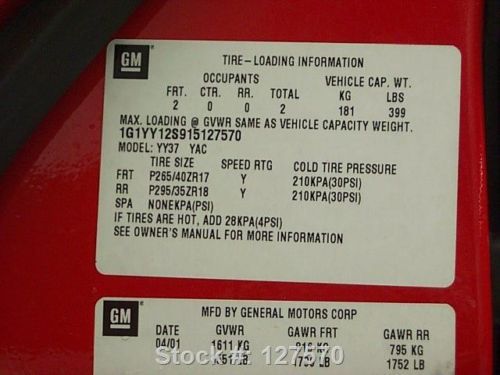 GM TIRE-LOADING INFORMATION
OCCUPANTS VEHICLE CAP. WT.
FRT. CTR. RR. TOTAL KG LBS
2 0 0 2 181 399
MAX. LOADING @ GVWR SAME AS VEHICLE CAPACITY WEIGHT.
1G1YY12S915127570
MODEL: YY37 YAC
TIRE SIZE SPEED RTG COLD TIRE PRESSURE
FRT P265/40ZR17 Y 210KPA(30PSI)
RR P295/35ZR18 Y 210KPA(30PSI)
SPA NONEKPA(PSI)
IF TIRES ARE HOT, ADD 28KPA(4PSI)
SEE OWNER'S MANUAL FOR MORE INFORMATION
GM MFD BY GENERAL MOTORS CORP
DATE GVWR GAWR FRT GAWR RR
04/01 1611 KG 816 KG 795 KG
LB 1752 LB
Stock# 127570